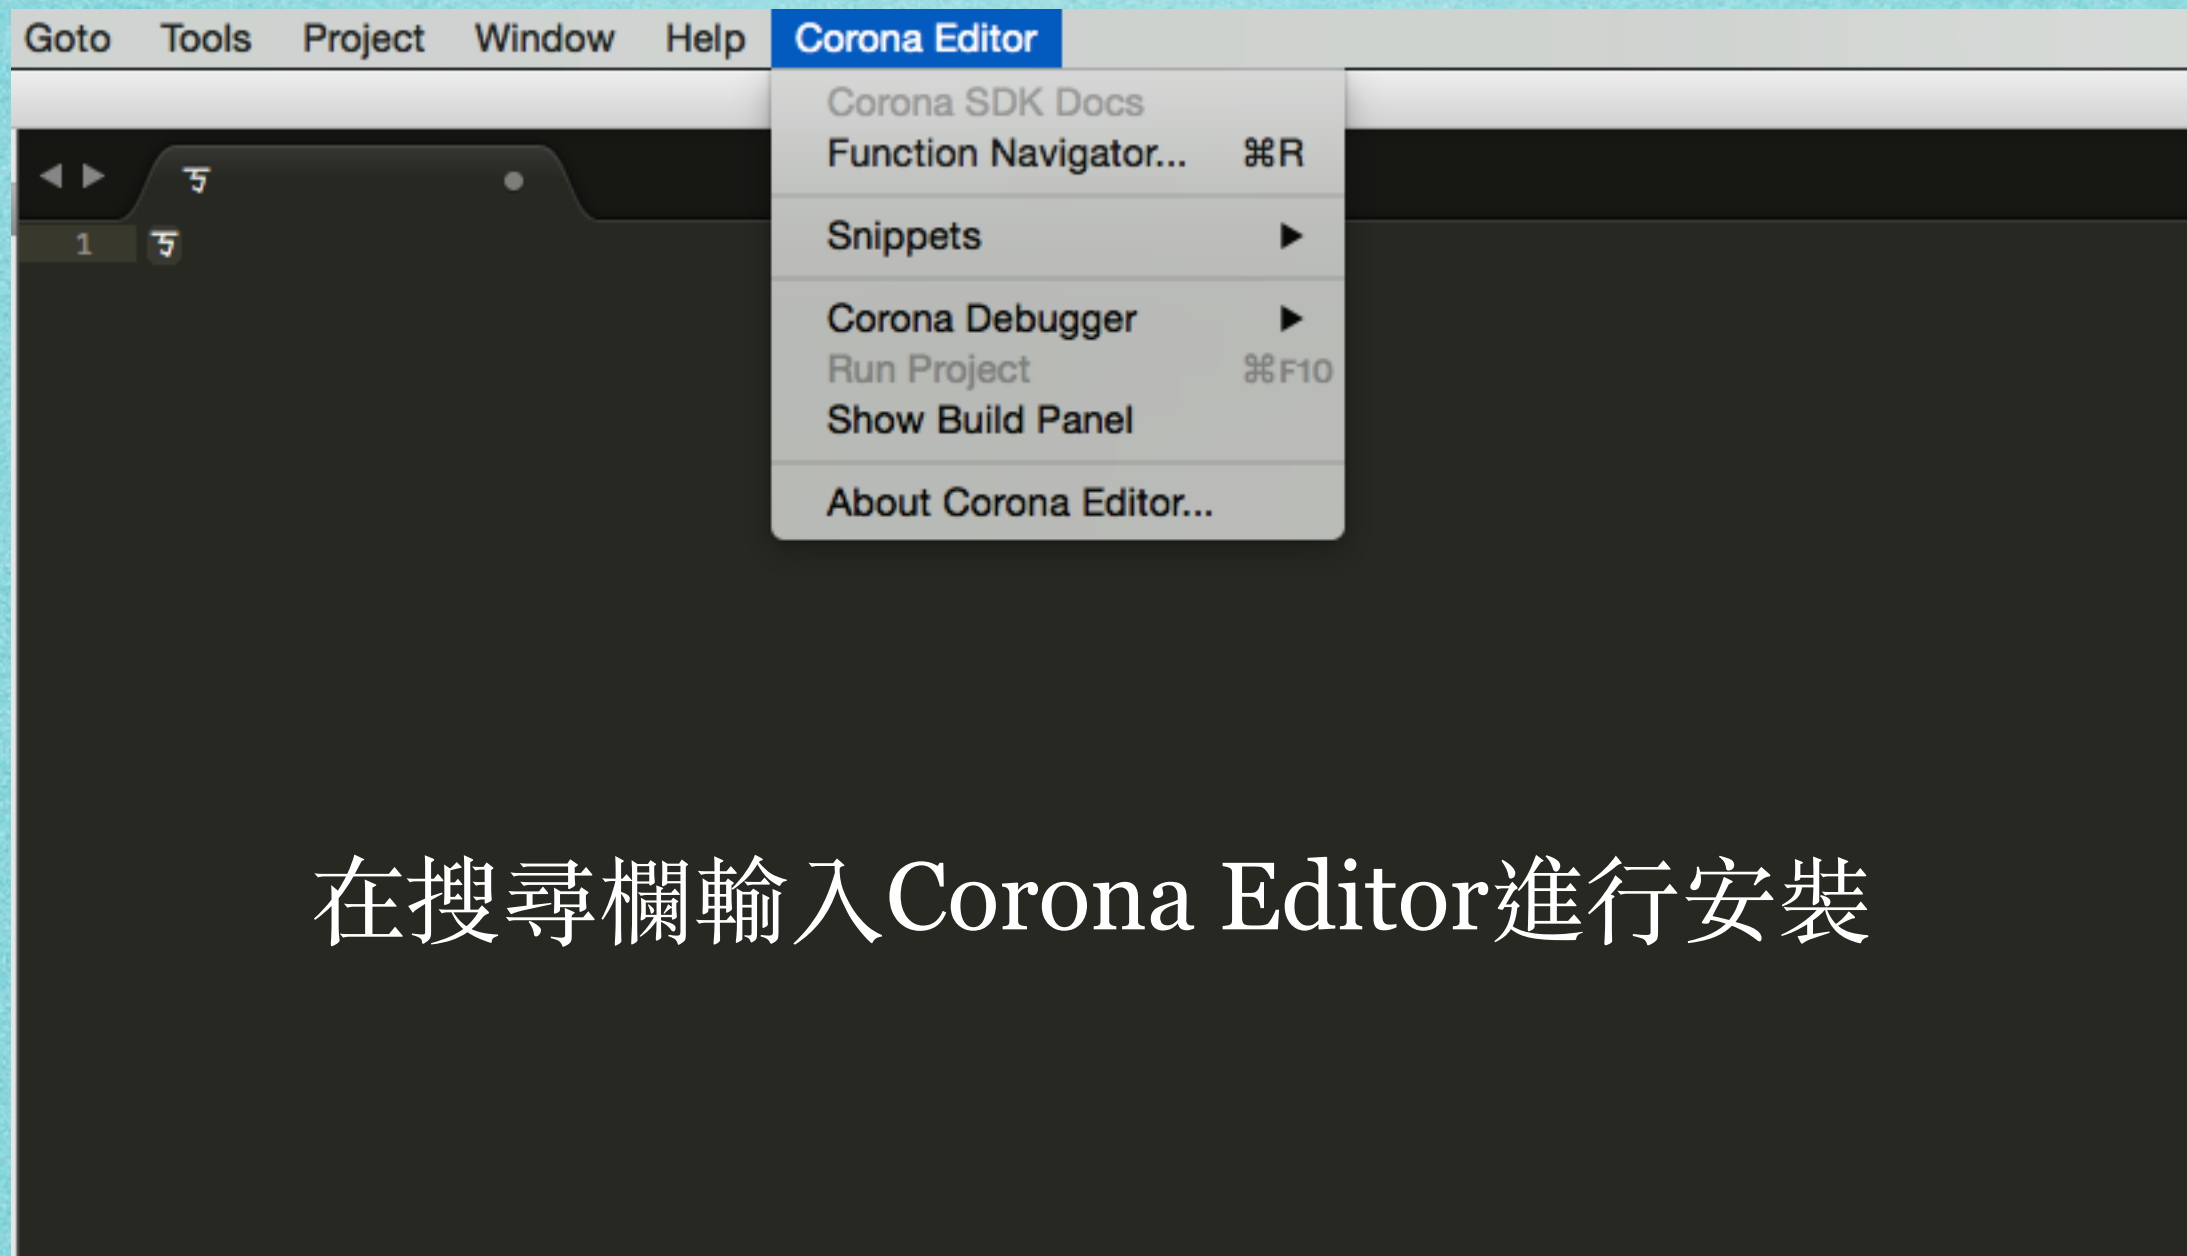 Goto Tools Project Window Help Corona Editor
Corona SDK Docs
Function Navigator... ⌘R
Snippets ▶
Corona Debugger ▶
Run Project ⌘F10
Show Build Panel
About Corona Editor...
ㄎ
1 ㄎ
在搜尋欄輸入Corona Editor進行安裝